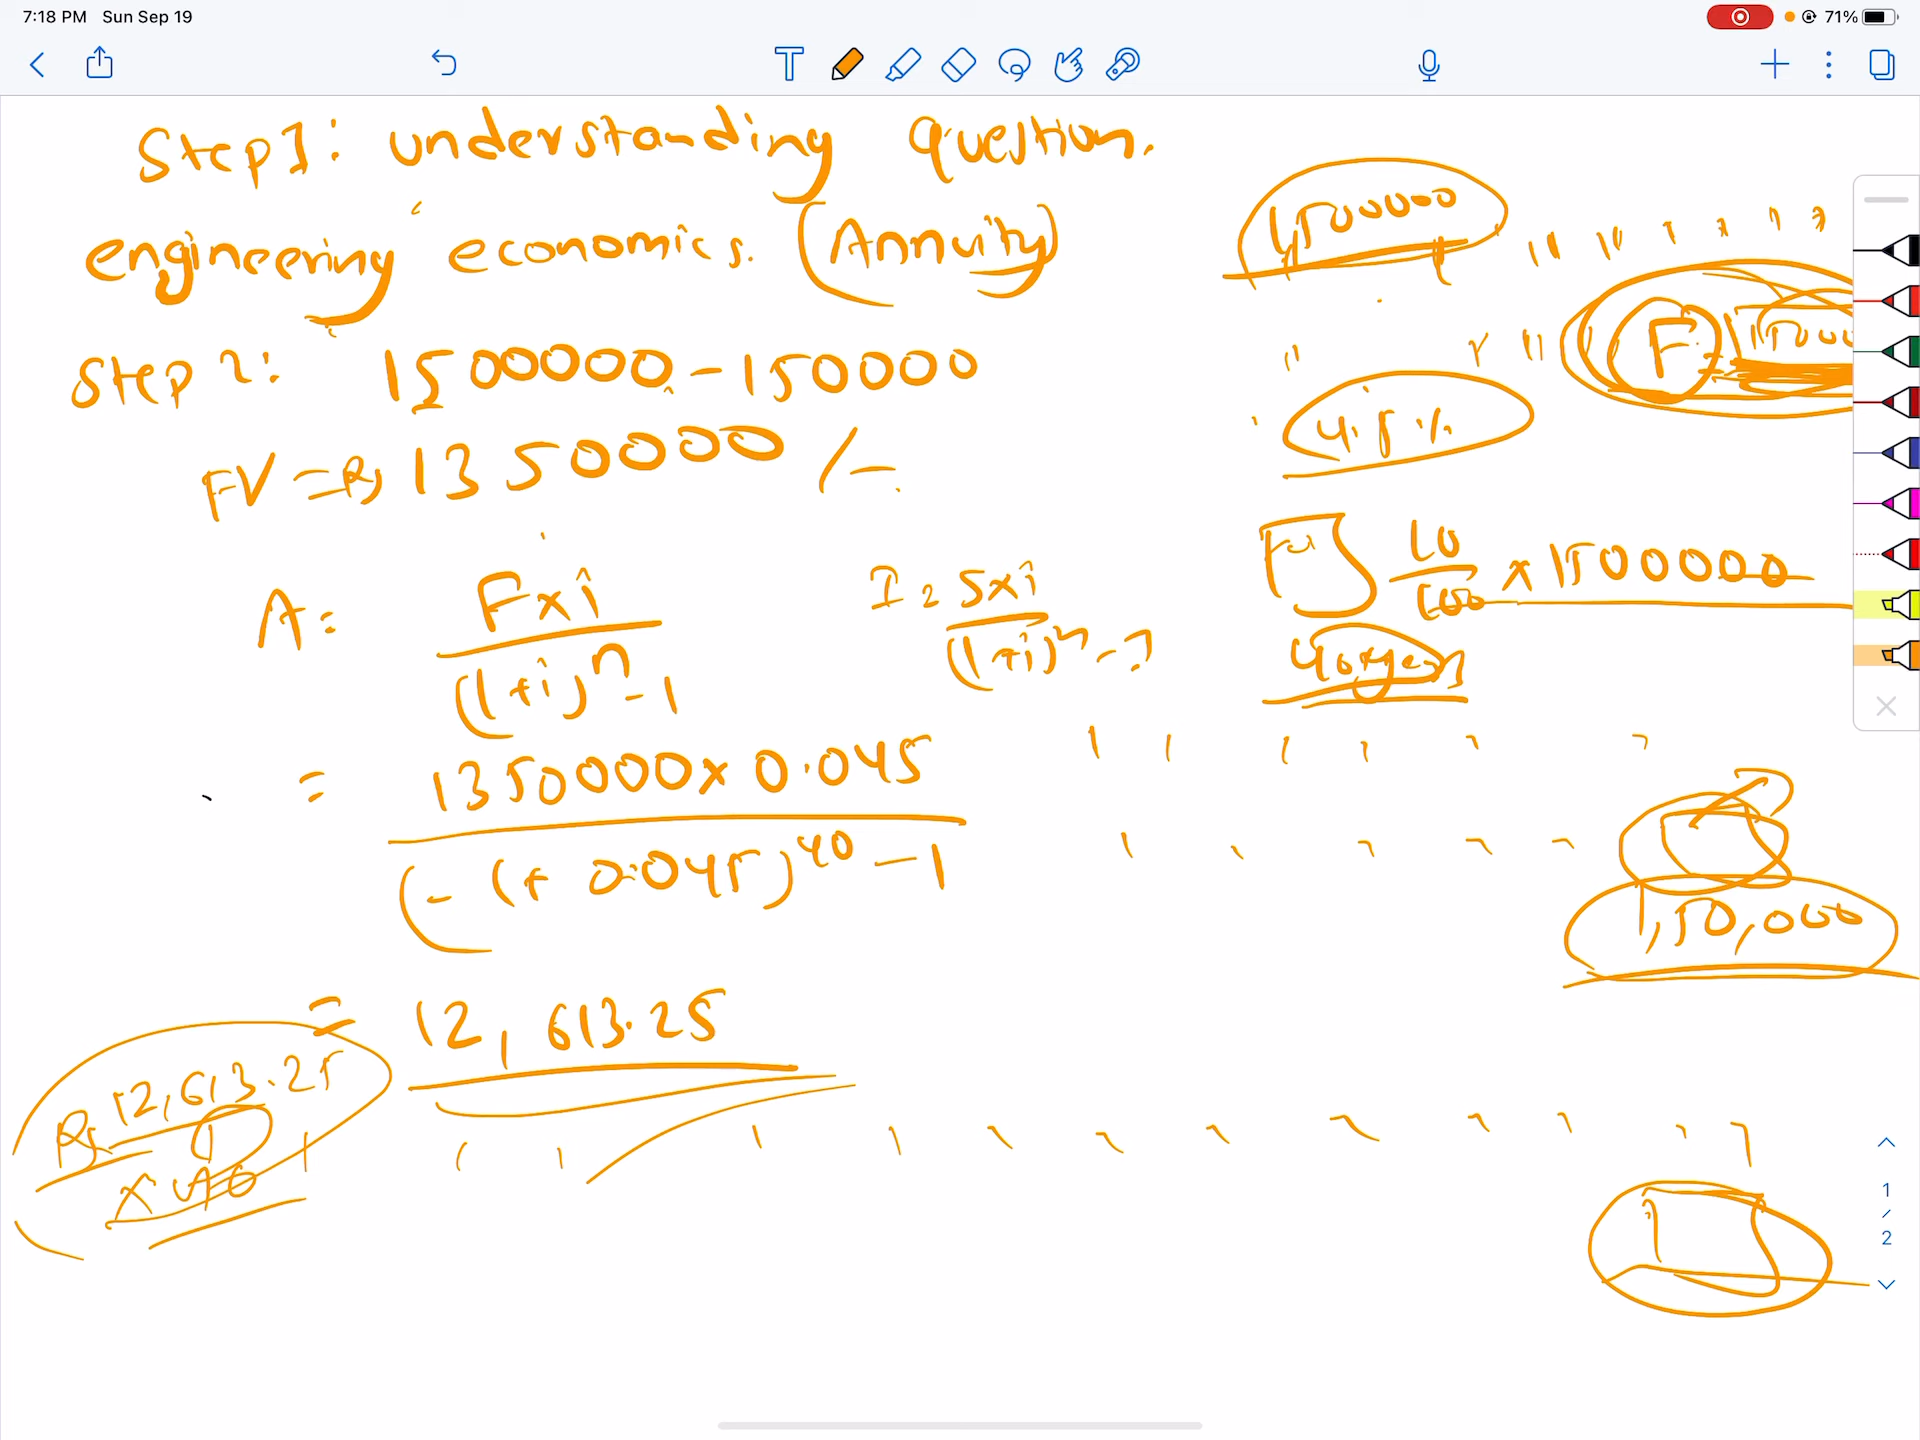 7:18 PM Sun Sep 19
71%
Step 1: understanding question.
engineering economics. (Annuity)
1500000
Step 2: 1500000 - 150000
F = 
4.5 %
FV = Rs 1350000 /-
A = F x i
(1+i)^n - 1
I = S x i
(1+i)^n - 1
10
100
x 1500000
40 years
= 1350000 x 0.045
(- (+ 0.045)^40 - 1
1,50,000
= 12, 613.25
Rs 12,613.25
x 40
1
/
2